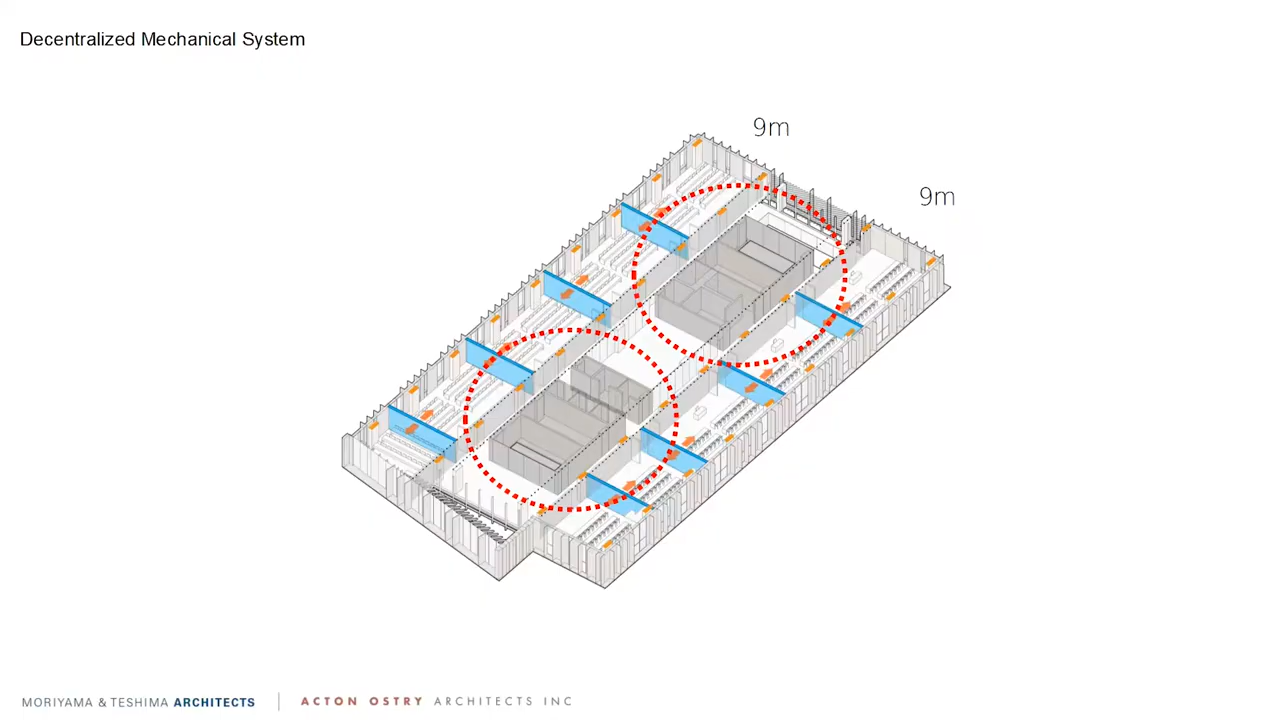 Decentralized Mechanical System
9m
9m
MORIYAMA & TESHIMA ARCHITECTS | ACTON OSTRY ARCHITECTS INC